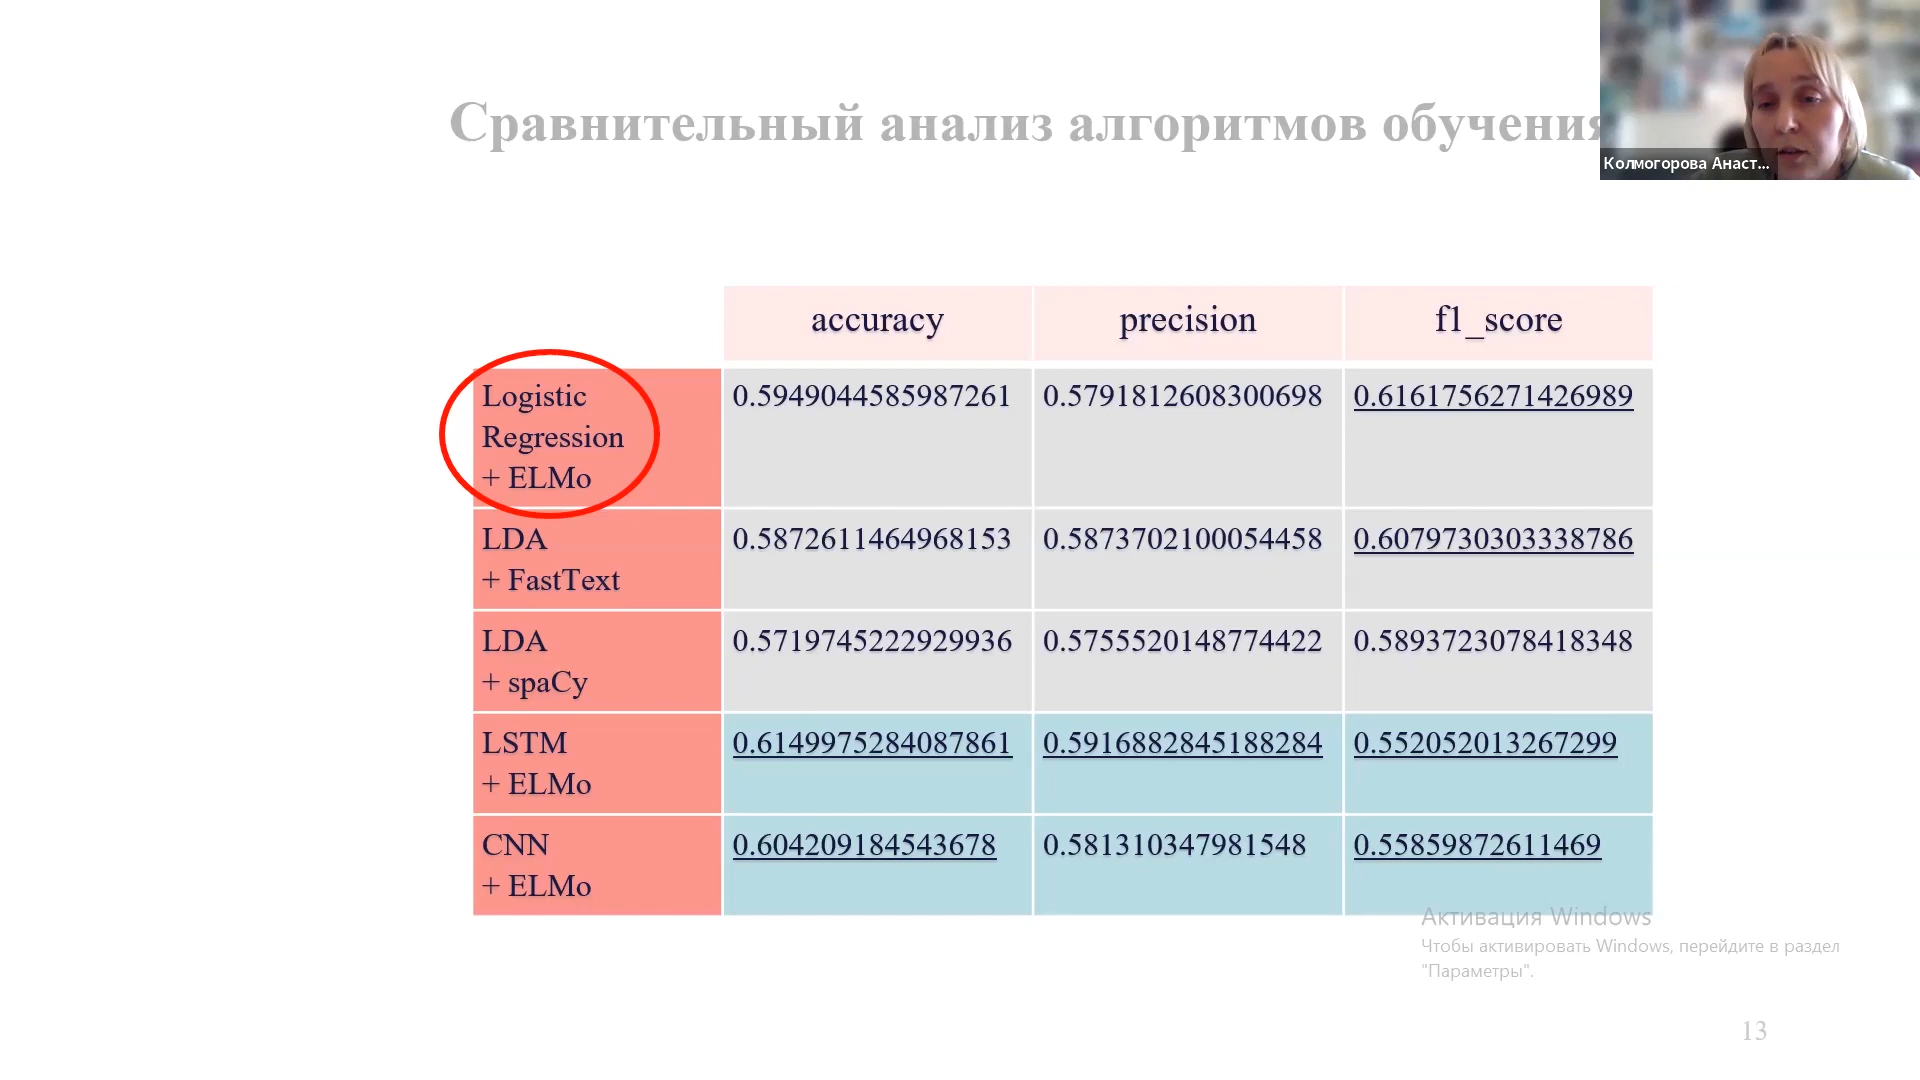 Сравнительный анализ алгоритмов обучения
Колмогорова Анаст...
accuracy precision f1_score
Logistic
Regression
+ ELMo
0.5949044585987261 0.5791812608300698 0.6161756271426989
LDA
+ FastText
0.5872611464968153 0.5873702100054458 0.6079730303338786
LDA
+ spaCy
0.5719745222929936 0.5755520148774422 0.5893723078418348
LSTM
+ ELMo
0.6149975284087861 0.5916882845188284 0.552052013267299
CNN
+ ELMo
0.604209184543678 0.581310347981548 0.55859872611469
Активация Windows
Чтобы активировать Windows, перейдите в раздел
"Параметры".
13